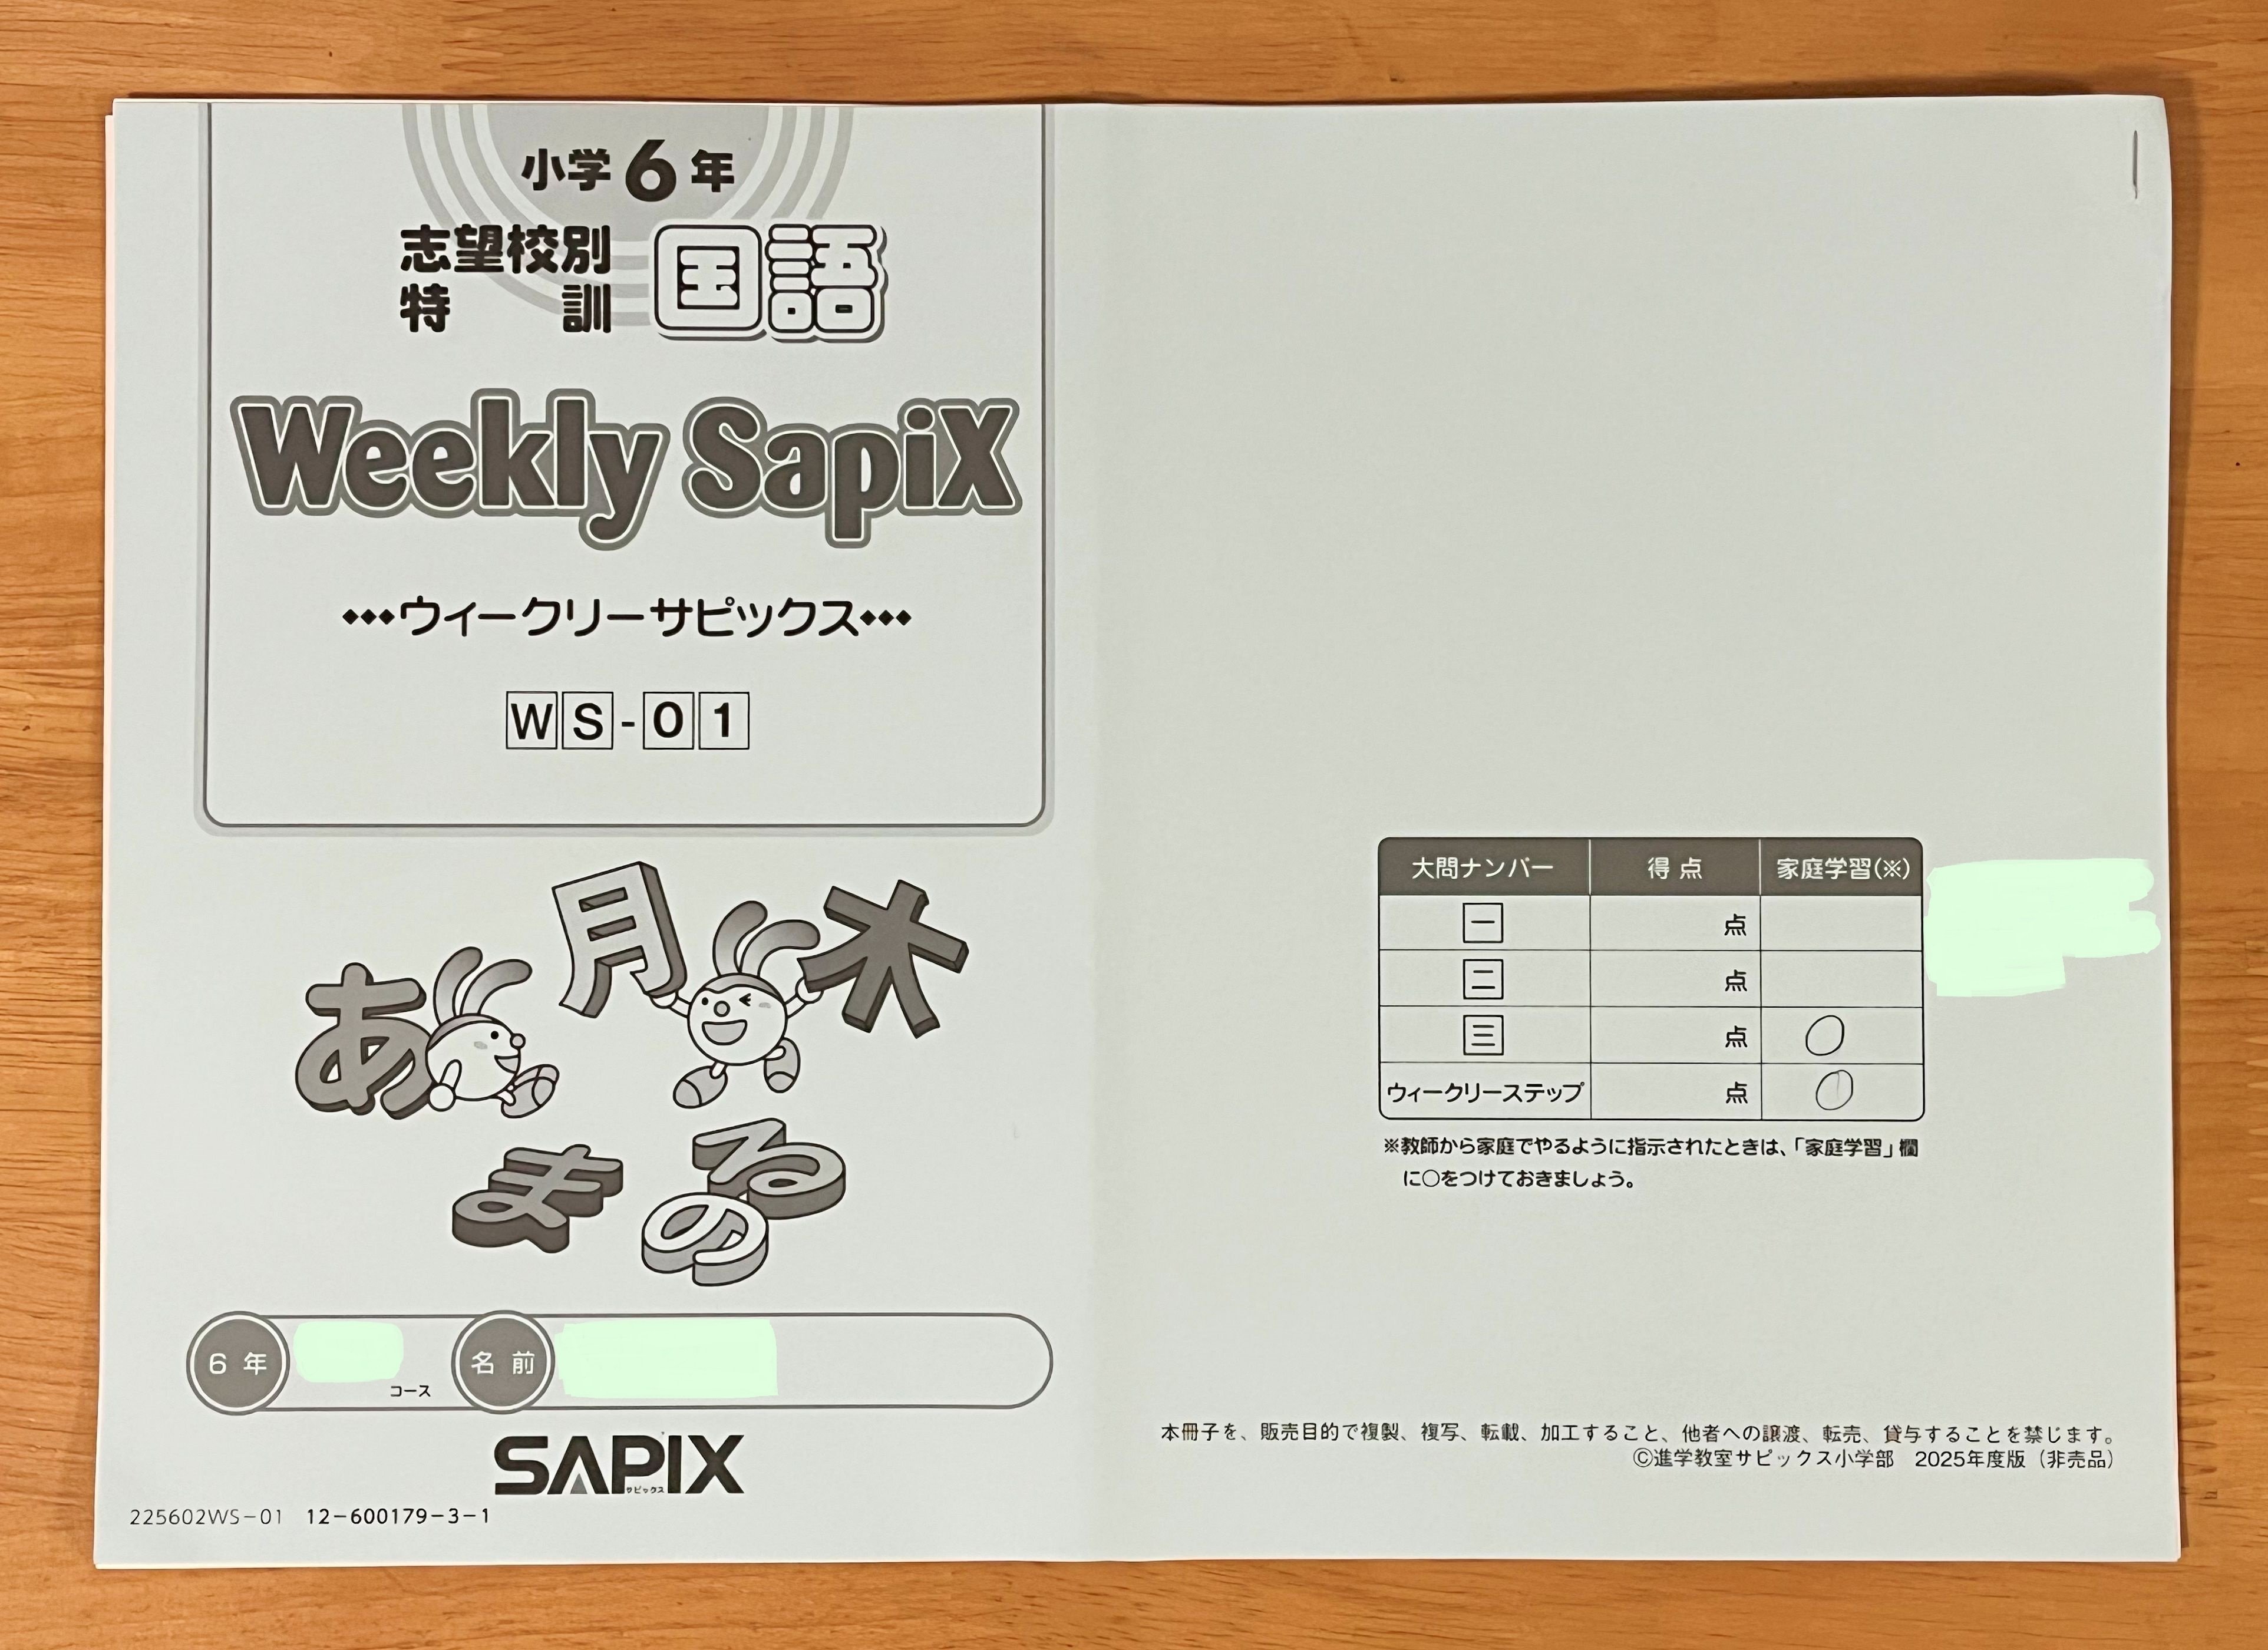 小学6年
志望校別
特訓
国語
Weekly SapiX
ウィークリーサピックス
WS-01
月
木
あ
ま
る
の
6年
コース
名前
SAPIX
サピックス
225602WS-01 12-600179-3-1
大問ナンバー 得点 家庭学習(※)
一 点
二 点
三 点 ○
ウィークリーステップ 点 ○
※教師から家庭でやるように指示されたときは、「家庭学習」欄
に○をつけておきましょう。
本冊子を、販売目的で複製、複写、転載、加工すること、他者への譲渡、転売、貸与することを禁じます。
©進学教室サピックス小学部 2025年度版（非売品）